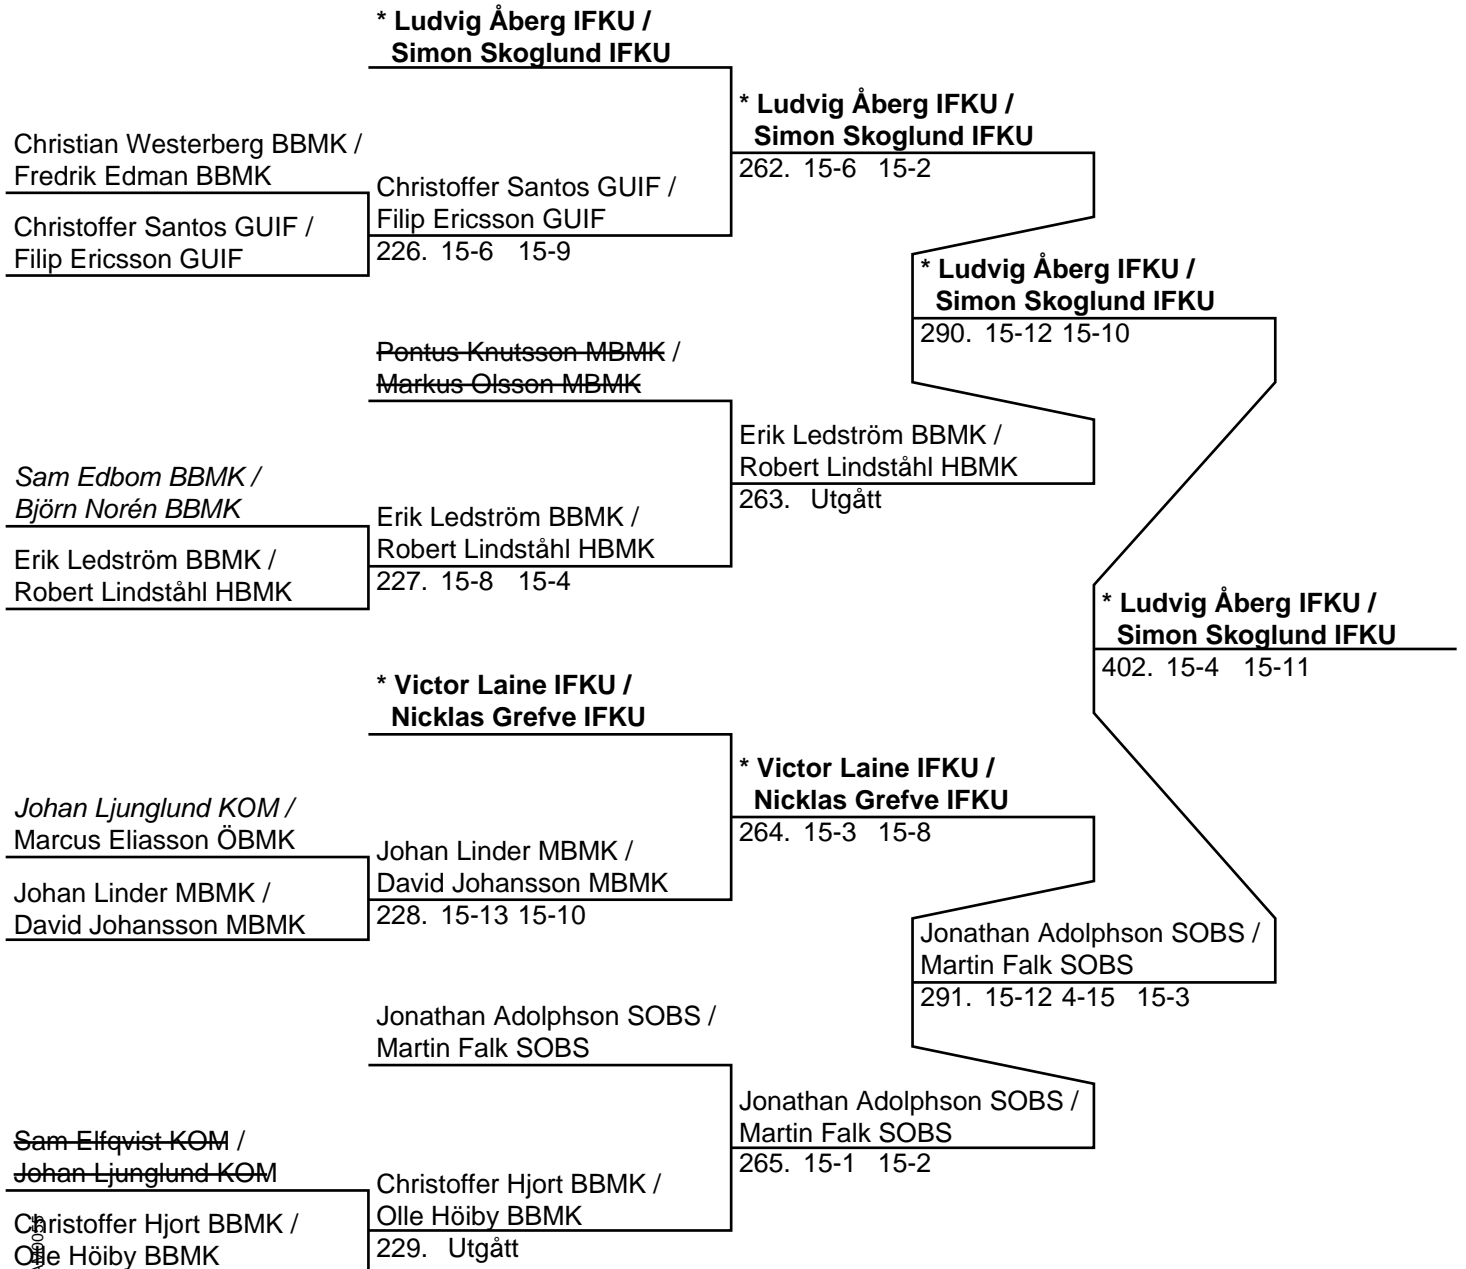 * Ludvig Åberg IFKU /
Simon Skoglund IFKU
* Ludvig Åberg IFKU /
Simon Skoglund IFKU
262. 15-6 15-2
Christian Westerberg BBMK /
Fredrik Edman BBMK
Christoffer Santos GUIF /
Filip Ericsson GUIF
226. 15-6 15-9
Christoffer Santos GUIF /
Filip Ericsson GUIF
* Ludvig Åberg IFKU /
Simon Skoglund IFKU
290. 15-12 15-10
Pontus Knutsson MBMK /
Markus Olsson MBMK
Erik Ledström BBMK /
Robert Lindståhl HBMK
263. Utgått
Sam Edbom BBMK /
Björn Norén BBMK
Erik Ledström BBMK /
Robert Lindståhl HBMK
227. 15-8 15-4
Erik Ledström BBMK /
Robert Lindståhl HBMK
* Ludvig Åberg IFKU /
Simon Skoglund IFKU
402. 15-4 15-11
* Victor Laine IFKU /
Nicklas Grefve IFKU
* Victor Laine IFKU /
Nicklas Grefve IFKU
264. 15-3 15-8
Johan Ljunglund KOM /
Marcus Eliasson ÖBMK
Johan Linder MBMK /
David Johansson MBMK
228. 15-13 15-10
Johan Linder MBMK /
David Johansson MBMK
Jonathan Adolphson SOBS /
Martin Falk SOBS
291. 15-12 4-15 15-3
Jonathan Adolphson SOBS /
Martin Falk SOBS
Jonathan Adolphson SOBS /
Martin Falk SOBS
265. 15-1 15-2
Sam Elfqvist KOM /
Johan Ljunglund KOM
Christoffer Hjort BBMK /
Olle Höiby BBMK
229. Utgått
Christoffer Hjort BBMK /
Olle Höiby BBMK